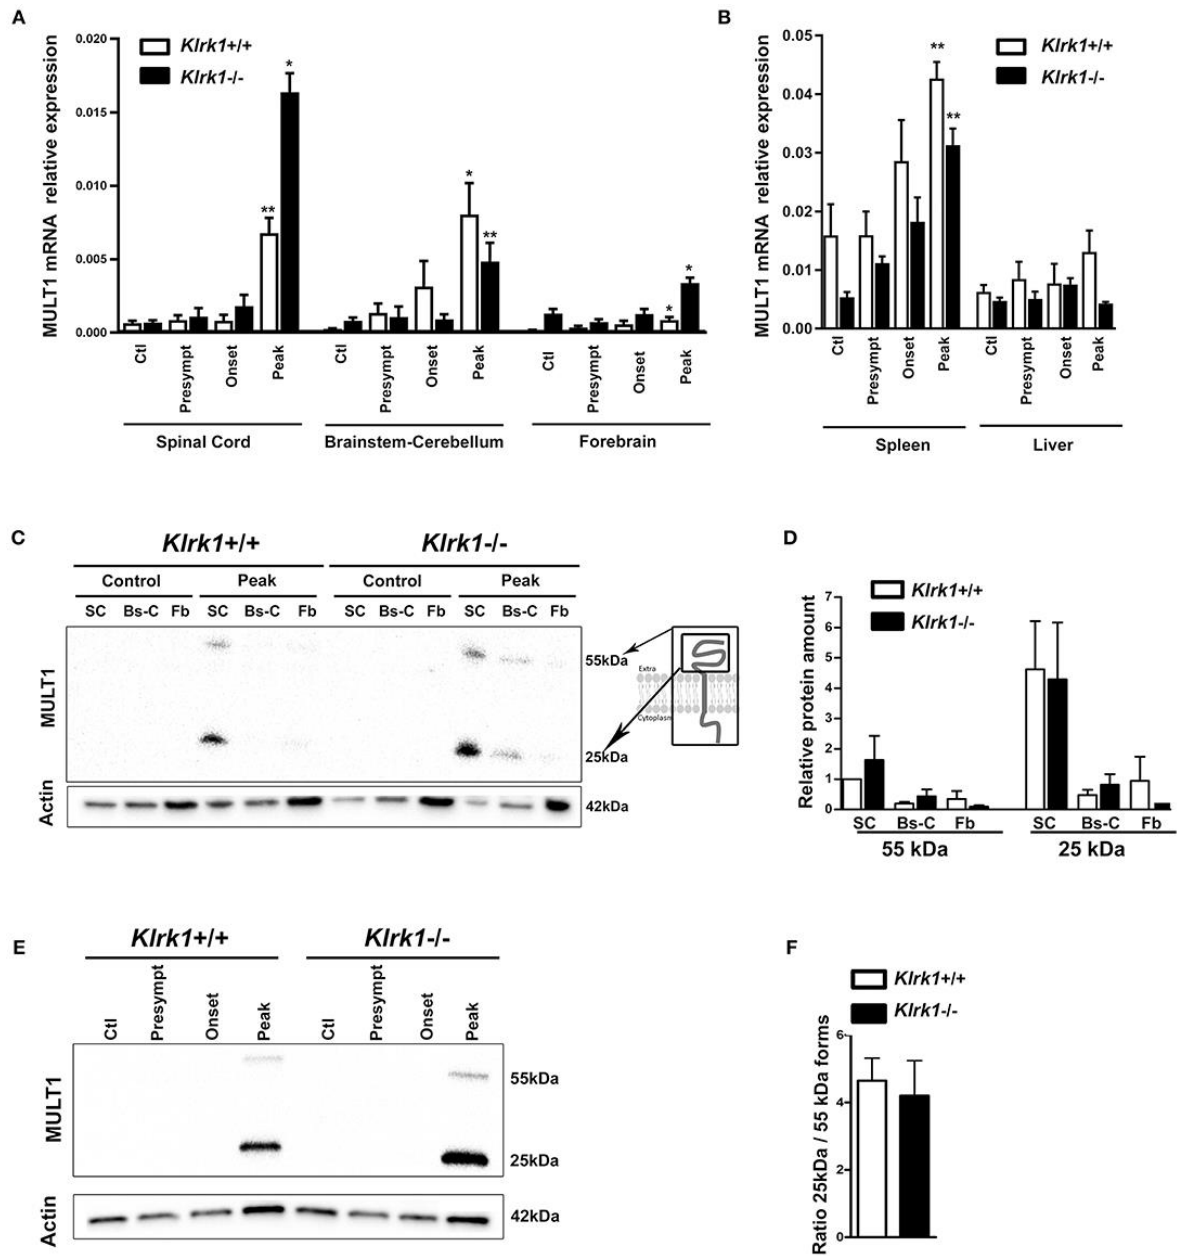 A
MULT1 mRNA relative expression
0.020
0.015
0.010
0.005
0.000
Klrk1+/+
Klrk1-/-
** * * ** * *
Ctl Presympt Onset Peak Ctl Presympt Onset Peak Ctl Presympt Onset Peak
Spinal Cord Brainstem-Cerebellum Forebrain
B
MULT1 mRNA relative expression
0.05
0.04
0.03
0.02
0.01
0.00
Klrk1+/+
Klrk1-/-
** **
Ctl Presympt Onset Peak Ctl Presympt Onset Peak
Spleen Liver
C
Klrk1+/+ Klrk1-/-
Control Peak Control Peak
SC Bs-C Fb SC Bs-C Fb SC Bs-C Fb SC Bs-C Fb
MULT1
55kDa
25kDa
Extra
Cytoplasm
Actin
42kDa
D
Relative protein amount
7
6
5
4
3
2
1
0
Klrk1+/+
Klrk1-/-
SC Bs-C Fb SC Bs-C Fb
55 kDa 25 kDa
E
Klrk1+/+ Klrk1-/-
Ctl Presympt Onset Peak Ctl Presympt Onset Peak
MULT1
55kDa
25kDa
Actin
42kDa
F
Klrk1+/+
Klrk1-/-
Ratio 25kDa / 55 kDa forms
6
4
2
0